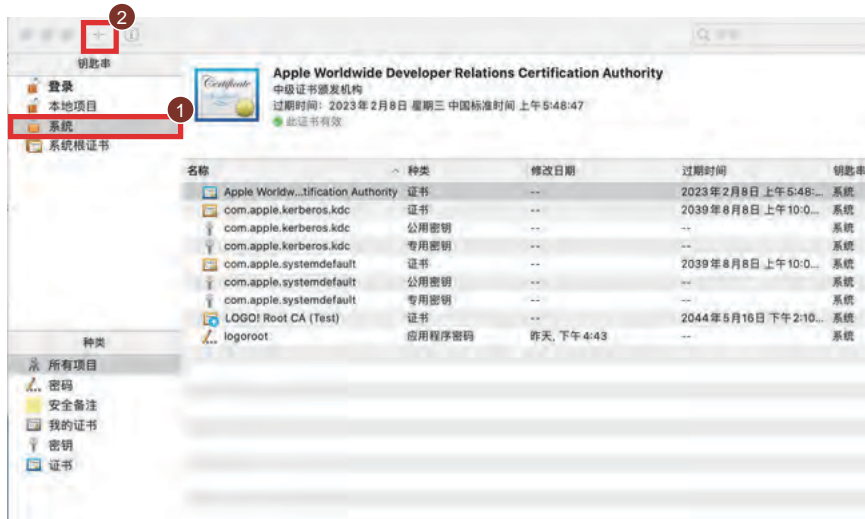 2
钥匙串
登录
本地项目
1
系统
系统根证书
Certificate
Apple Worldwide Developer Relations Certification Authority
中级证书颁发机构
过期时间：2023年2月8日 星期三 中国标准时间 上午5:48:47
此证书有效
名称 种类 修改日期 过期时间 钥匙串
Apple Worldw...tification Authority 证书 -- 2023年2月8日 上午5:48:... 系统
com.apple.kerberos.kdc 证书 -- 2039年8月8日 上午10:0... 系统
com.apple.kerberos.kdc 公用密钥 -- -- 系统
com.apple.kerberos.kdc 专用密钥 -- -- 系统
com.apple.systemdefault 证书 -- 2039年8月8日 上午10:0... 系统
com.apple.systemdefault 公用密钥 -- -- 系统
com.apple.systemdefault 专用密钥 -- -- 系统
LOGO! Root CA (Test) 证书 -- 2044年5月16日 下午2:10... 系统
logoroot 应用程序密码 昨天, 下午4:43 -- 系统
种类
所有项目
密码
安全备注
我的证书
密钥
证书